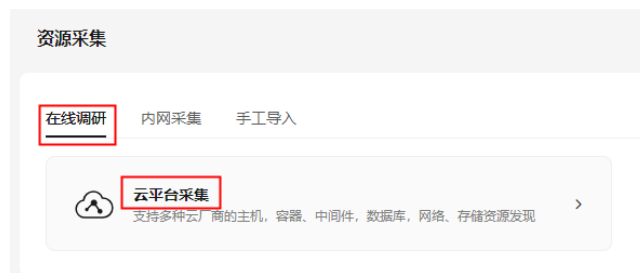 资源采集
在线调研 内网采集 手工导入
云平台采集
支持多种云厂商的主机，容器、中间件，数据库，网络、存储资源发现